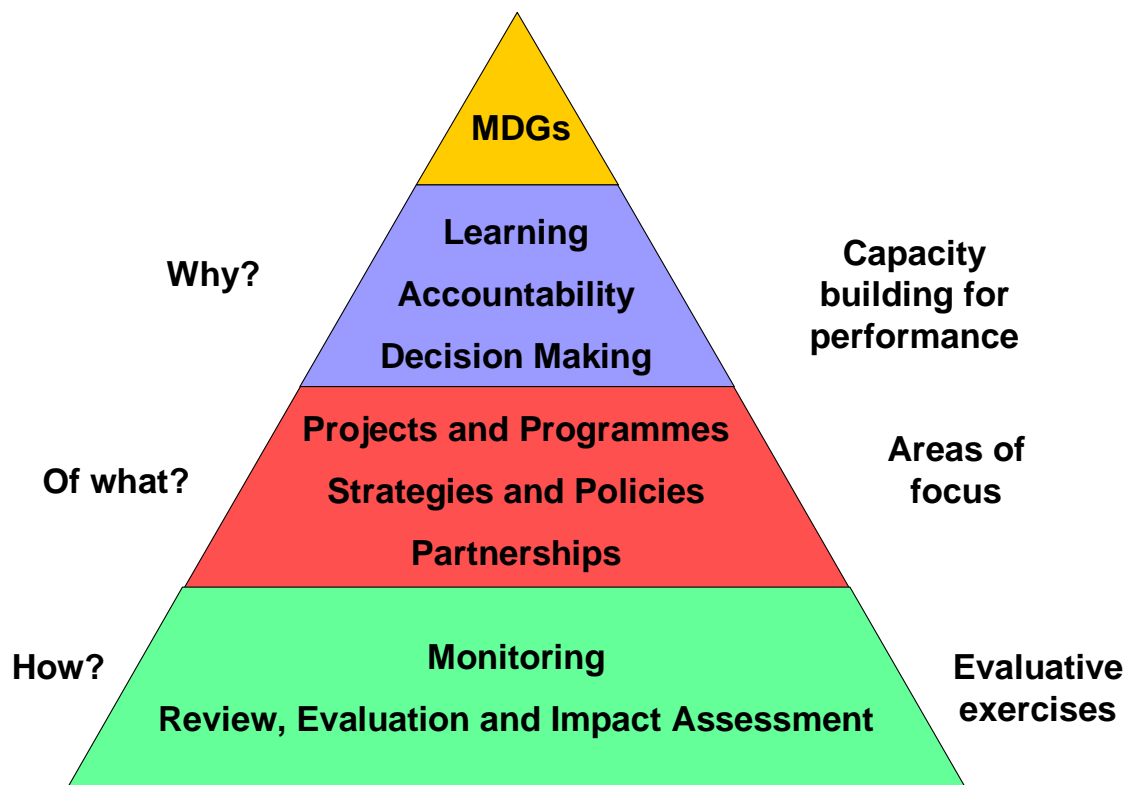 MDGs
Why?
Learning
Accountability
Decision Making
Capacity
building for
performance
Of what?
Projects and Programmes
Strategies and Policies
Partnerships
Areas of
focus
How?
Monitoring
Review, Evaluation and Impact Assessment
Evaluative
exercises